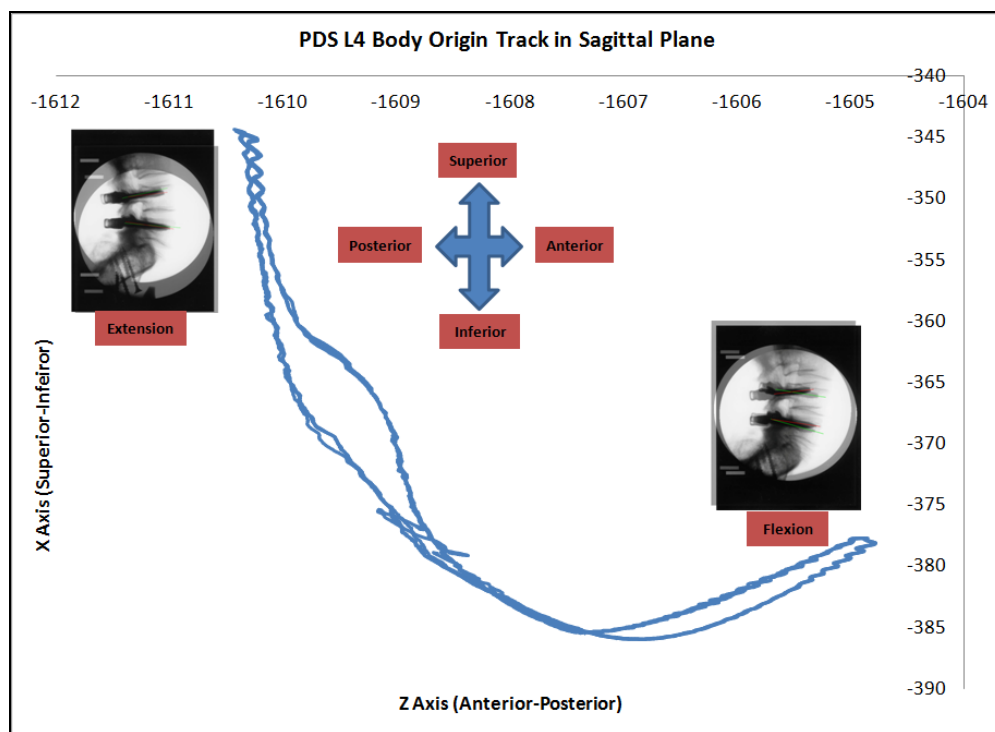 PDS L4 Body Origin Track in Sagittal Plane
-340
-1612 -1611 -1610 -1609 -1608 -1607 -1606 -1605 -1604
-345
Superior
-350
Posterior Anterior
-355
Extension Inferior
-360
-365
-370
-375
Flexion
-380
-385
-390
X Axis (Superior-Infeiror)
Z Axis (Anterior-Posterior)